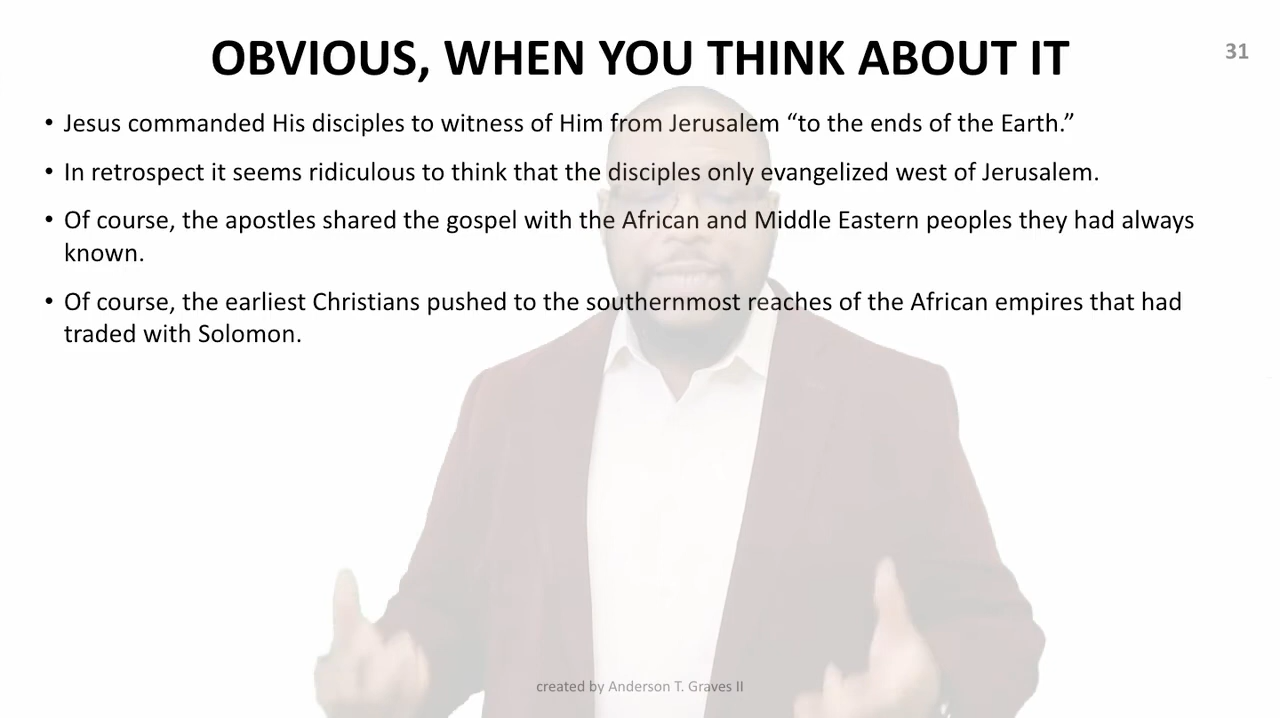 OBVIOUS, WHEN YOU THINK ABOUT IT
31
• Jesus commanded His disciples to witness of Him from Jerusalem “to the ends of the Earth.”
• In retrospect it seems ridiculous to think that the disciples only evangelized west of Jerusalem.
• Of course, the apostles shared the gospel with the African and Middle Eastern peoples they had always
known.
• Of course, the earliest Christians pushed to the southernmost reaches of the African empires that had
traded with Solomon.
created by Anderson T. Graves II